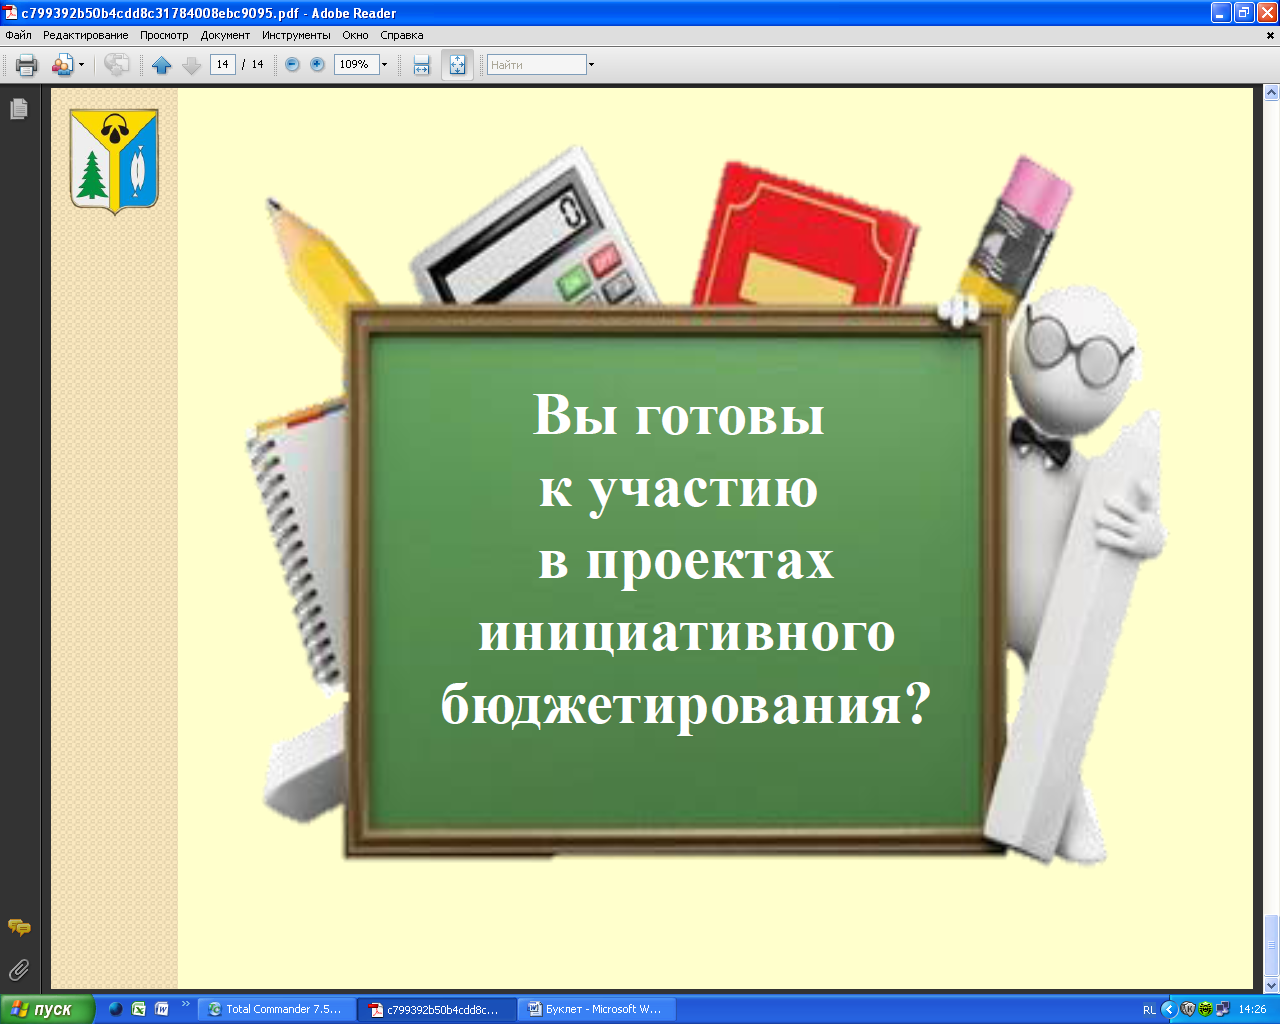 c799392b50b4cdd8c31784008ebc9095.pdf - Adobe Reader
Файл Редактирование Просмотр Документ Инструменты Окно Справка
14 / 14 109% Найти
0
Вы готовы
к участию
в проектах
инициативного
бюджетирования?
пуск Total Commander 7.5... c799392b50b4cdd8c... Буклет - Microsoft W... RL 14:26